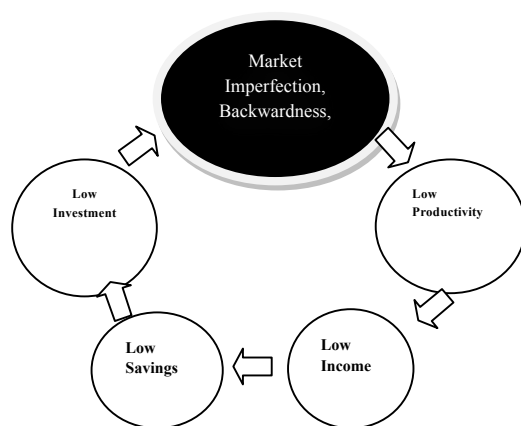 Market
Imperfection,
Backwardness,
Low
Productivity
Low
Income
Low
Savings
Low
Investment